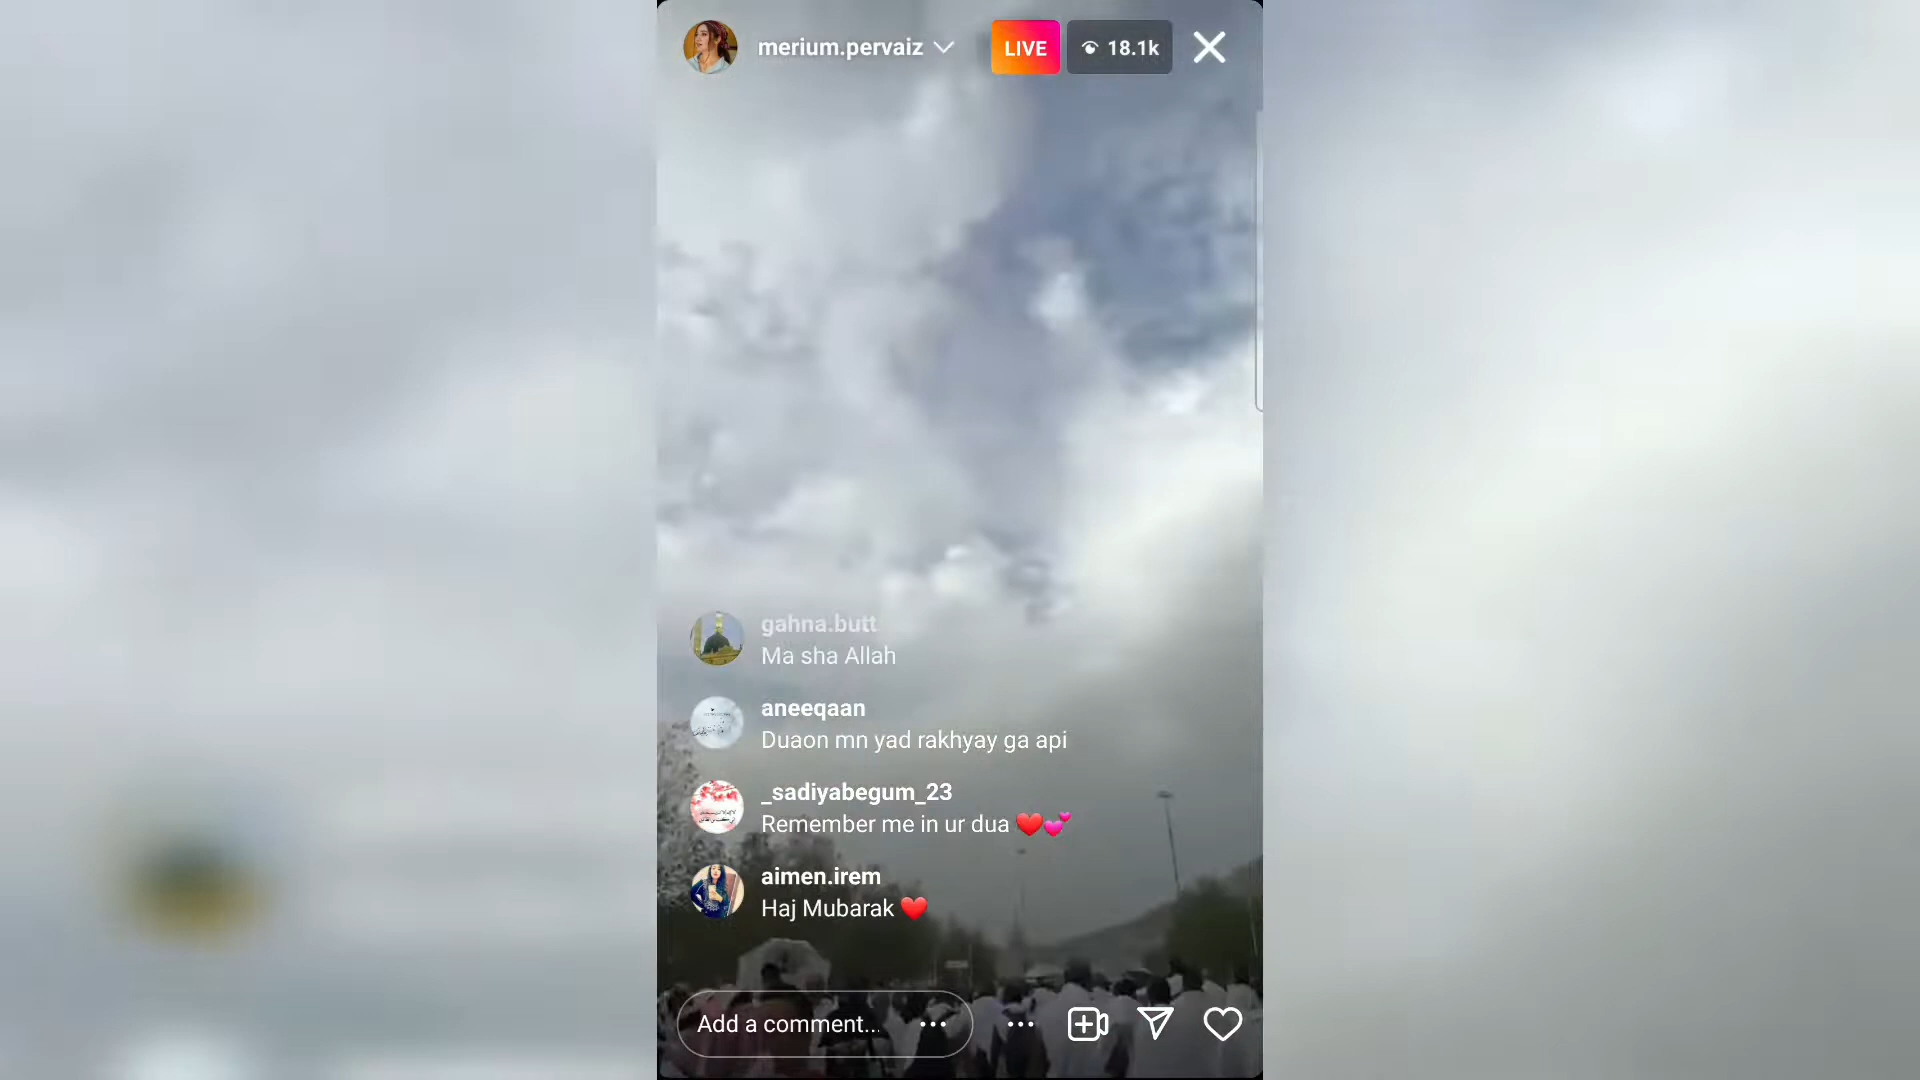 merium.pervaiz
LIVE
18.1k
gahna.butt
Ma sha Allah
aneeqaan
Duaon mn yad rakhyay ga api
_sadiyabegum_23
Remember me in ur dua ❤️💕
aimen.irem
Haj Mubarak ❤️
Add a comment...